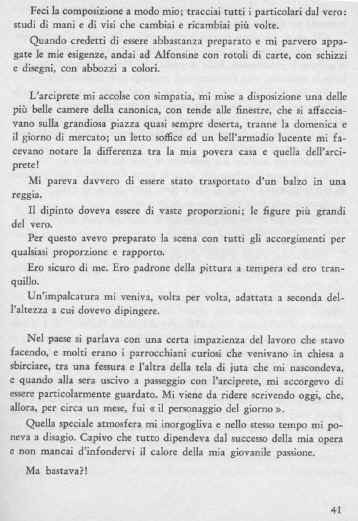 Feci la composizione a modo mio; tracciai tutti i particolari dal vero:
studi di mani e di visi che cambiai e ricambiai più volte.
Quando credetti di essere abbastanza preparato e mi parvero appa-
gate le mie esigenze, andai ad Alfonsine con rotoli di carte, con schizzi
e disegni, con abbozzi a colori.
L'arciprete mi accolse con simpatia, mi mise a disposizione una delle
più belle camere della canonica, con tende alle finestre, che si affaccia-
vano sulla grandiosa piazza quasi sempre deserta, tranne la domenica e
il giorno di mercato; un letto soffice ed un bell'armadio lucente mi fa-
cevano notare la differenza tra la mia povera casa e quella dell'arci-
prete!
Mi pareva davvero di essere stato trasportato d'un balzo in una
reggia.
Il dipinto doveva essere di vaste proporzioni; le figure più grandi
del vero.
Per questo avevo preparato la scena con tutti gli accorgimenti per
qualsiasi proporzione e rapporto.
Ero sicuro di me. Ero padrone della pittura a tempera ed ero tran-
quillo.
Un'impalcatura mi veniva, volta per volta, adattata a seconda del-
l'altezza a cui dovevo dipingere.
Nel paese si parlava con una certa impazienza del lavoro che stavo
facendo, e molti erano i parrocchiani curiosi che venivano in chiesa a
sbirciare, tra una fessura e l'altra della tela di juta che mi nascondeva,
e quando alla sera uscivo a passeggio con l'arciprete, mi accorgevo di
essere particolarmente guardato. Mi viene da ridere scrivendo oggi, che,
allora, per circa un mese, fui « il personaggio del giorno ».
Quella speciale atmosfera mi inorgogliva e nello stesso tempo mi po-
neva a disagio. Capivo che tutto dipendeva dal successo della mia opera
e non mancai d'infondervi il calore della mia giovanile passione.
Ma bastava?!
41